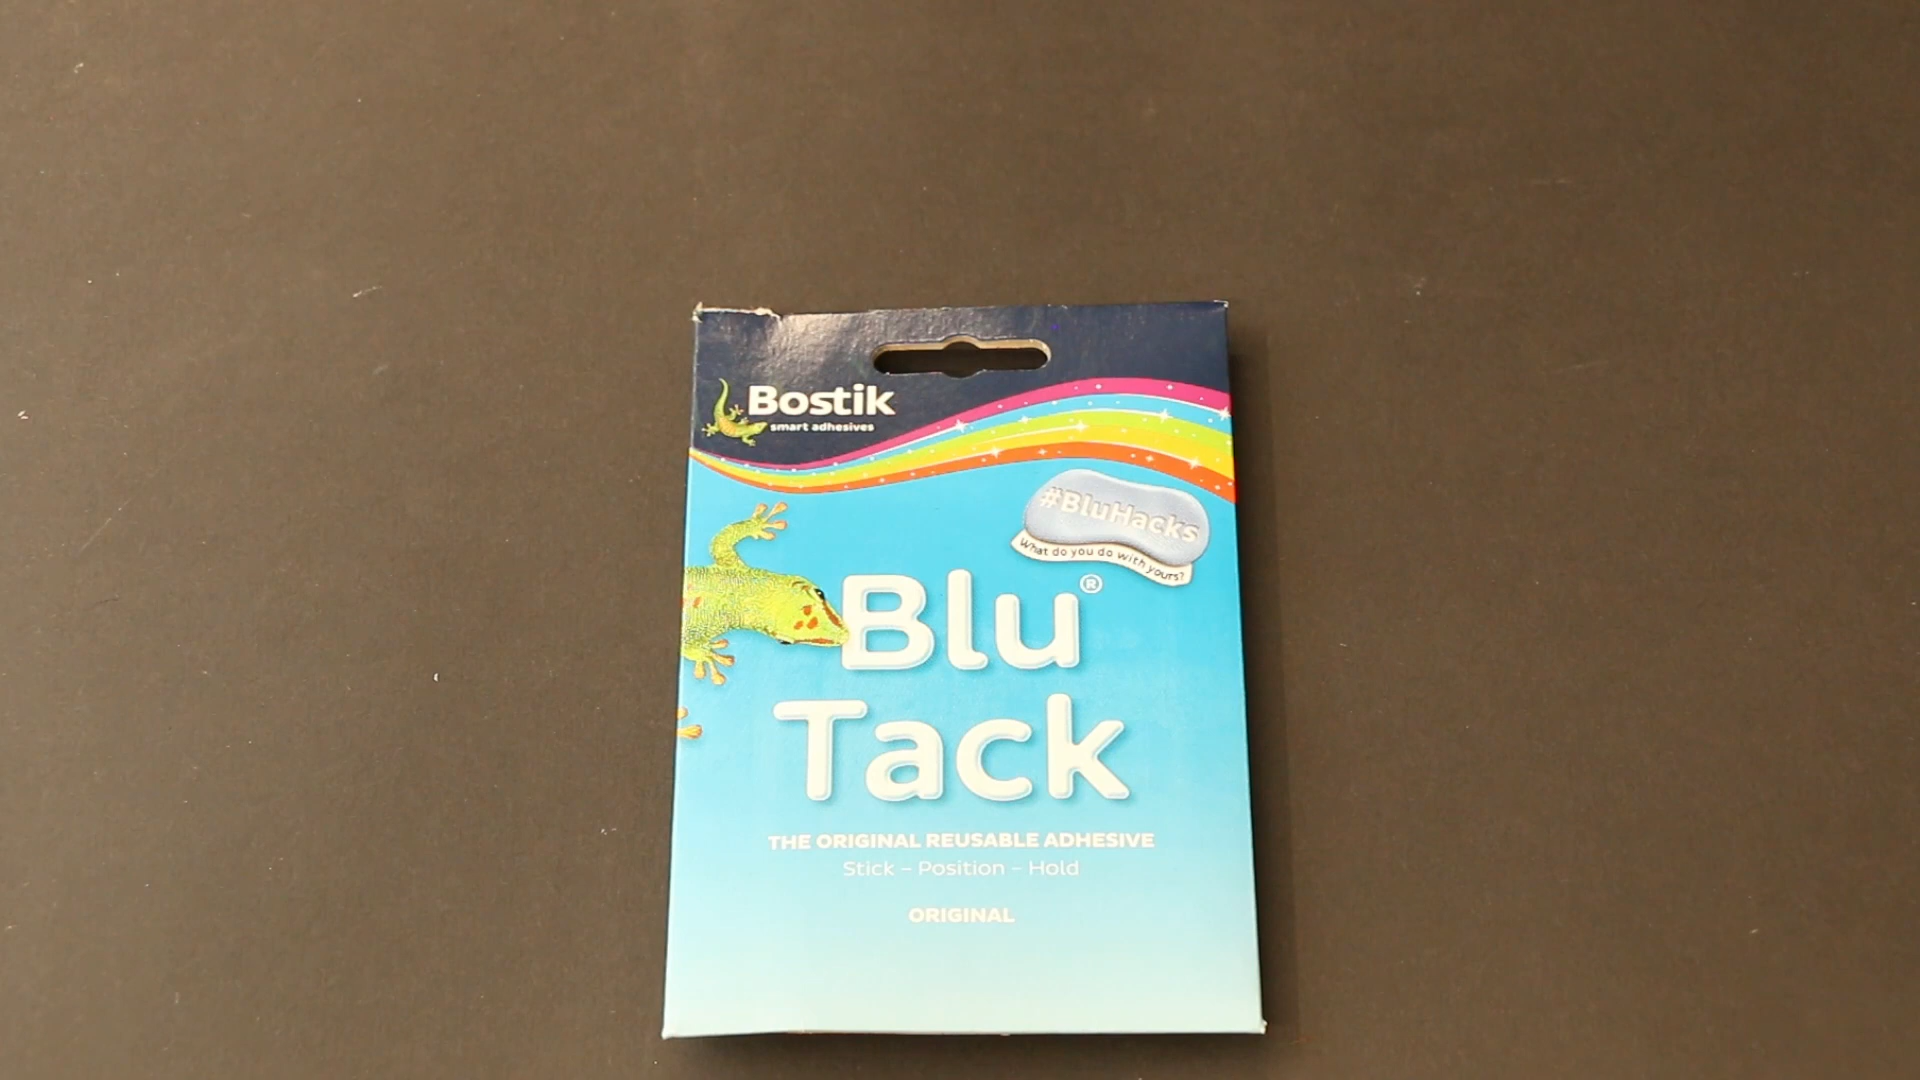 Bostik
smart adhesives
#BluHacks
What do you do with yours?
Blu®
Tack
THE ORIGINAL REUSABLE ADHESIVE
Stick – Position – Hold
ORIGINAL